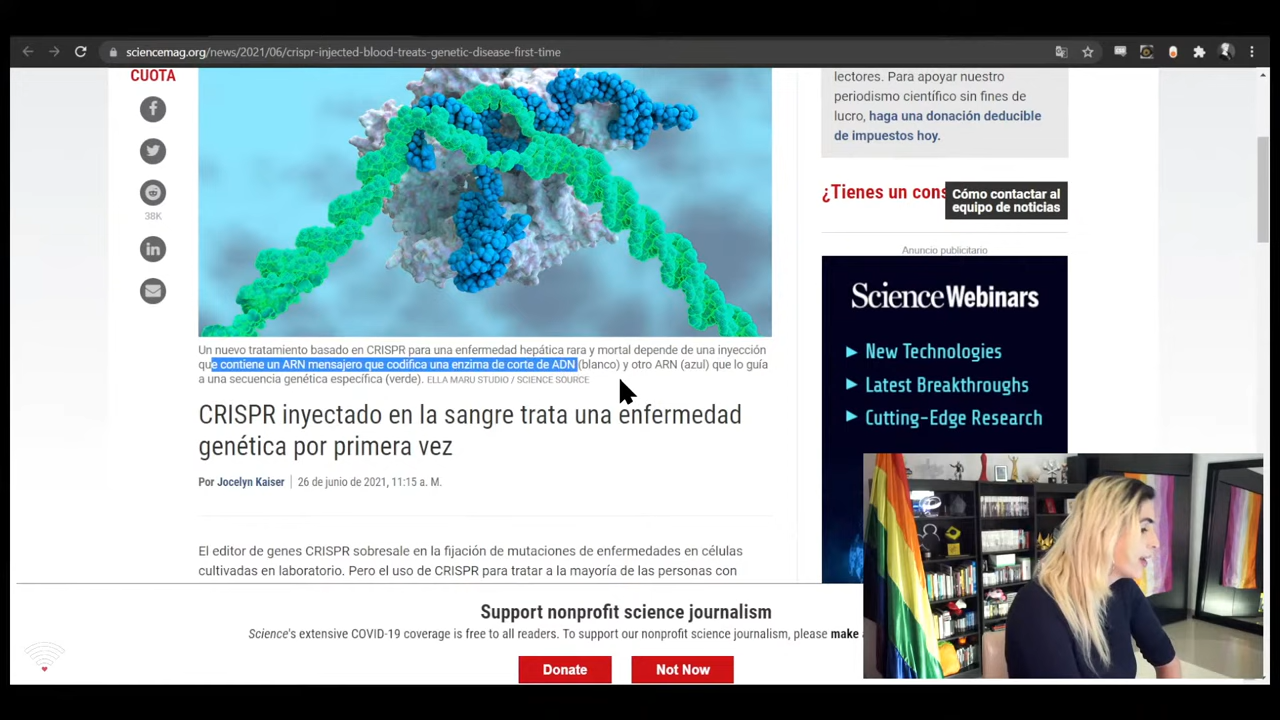 sciencemag.org/news/2021/06/crispr-injected-blood-treats-genetic-disease-first-time
CUOTA
38K
Un nuevo tratamiento basado en CRISPR para una enfermedad hepática rara y mortal depende de una inyección
que contiene un ARN mensajero que codifica una enzima de corte de ADN (blanco) y otro ARN (azul) que lo guía
a una secuencia genética específica (verde). ELLA MARU STUDIO / SCIENCE SOURCE
CRISPR inyectado en la sangre trata una enfermedad
genética por primera vez
Por Jocelyn Kaiser | 26 de junio de 2021, 11:15 a. M.
El editor de genes CRISPR sobresale en la fijación de mutaciones de enfermedades en células
cultivadas en laboratorio. Pero el uso de CRISPR para tratar a la mayoría de las personas con
lectores. Para apoyar nuestro
periodismo científico sin fines de
lucro, haga una donación deducible
de impuestos hoy.
¿Tienes un cons
Cómo contactar al
equipo de noticias
Anuncio publicitario
Science Webinars
New Technologies
Latest Breakthroughs
Cutting-Edge Research
Support nonprofit science journalism
Science's extensive COVID-19 coverage is free to all readers. To support our nonprofit science journalism, please make
Donate
Not Now